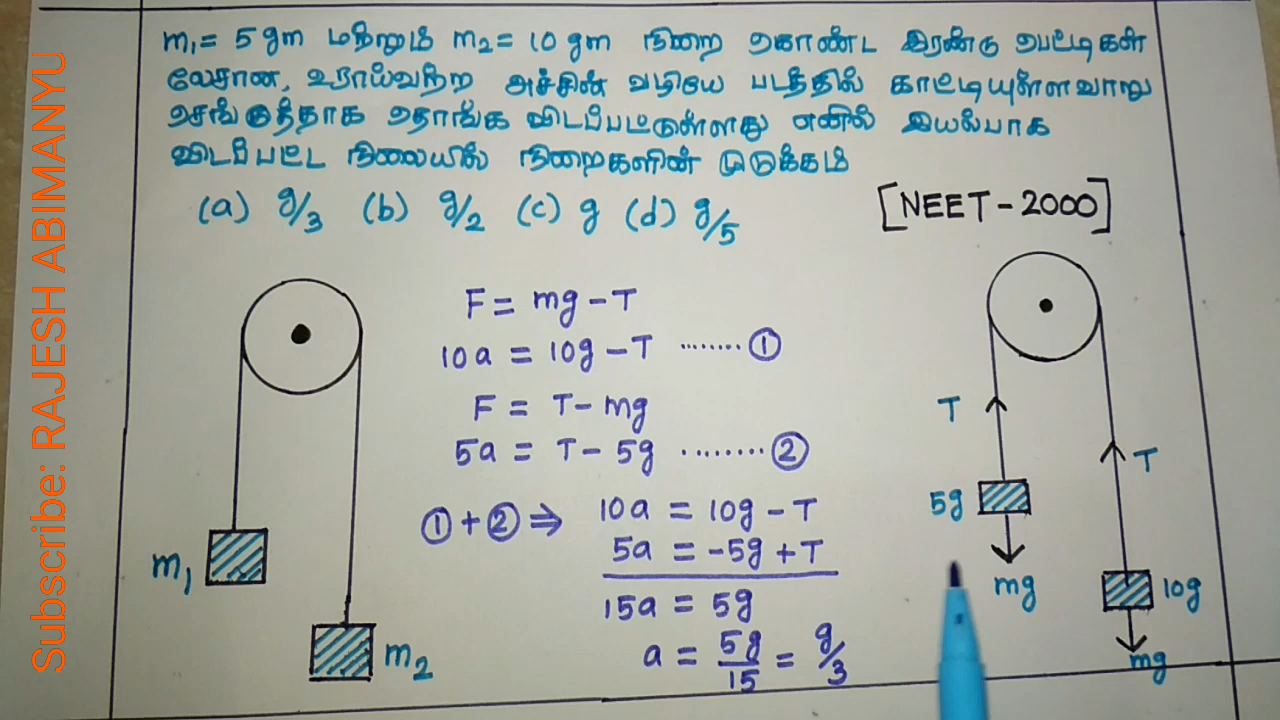 m₁= 5 gm மற்றும் m₂= 10 gm நிறை கொண்ட இரண்டு பெட்டிகள்
லேசான, உராய்வற்ற அச்சின் வழியே படத்தில் காட்டியுள்ளவாறு
செங்குத்தாக தொங்க விடப்பட்டுள்ளது எனில் இயல்பாக
விடப்பட்ட நிலையில் நிறைகளின் முடுக்கம்
(a) g/3 (b) g/2 (c) g (d) g/5
[NEET-2000]
F = mg - T
10a = 10g - T ........ ①
F = T - mg
5a = T - 5g ........ ②
①+②⇒ 10a = 10g - T
5a = -5g + T
15a = 5g
a = 5g/15 = g/3
m₁
m₂
T
T
5g
mg
10g
mg
Subscribe: RAJESH ABIMANYU